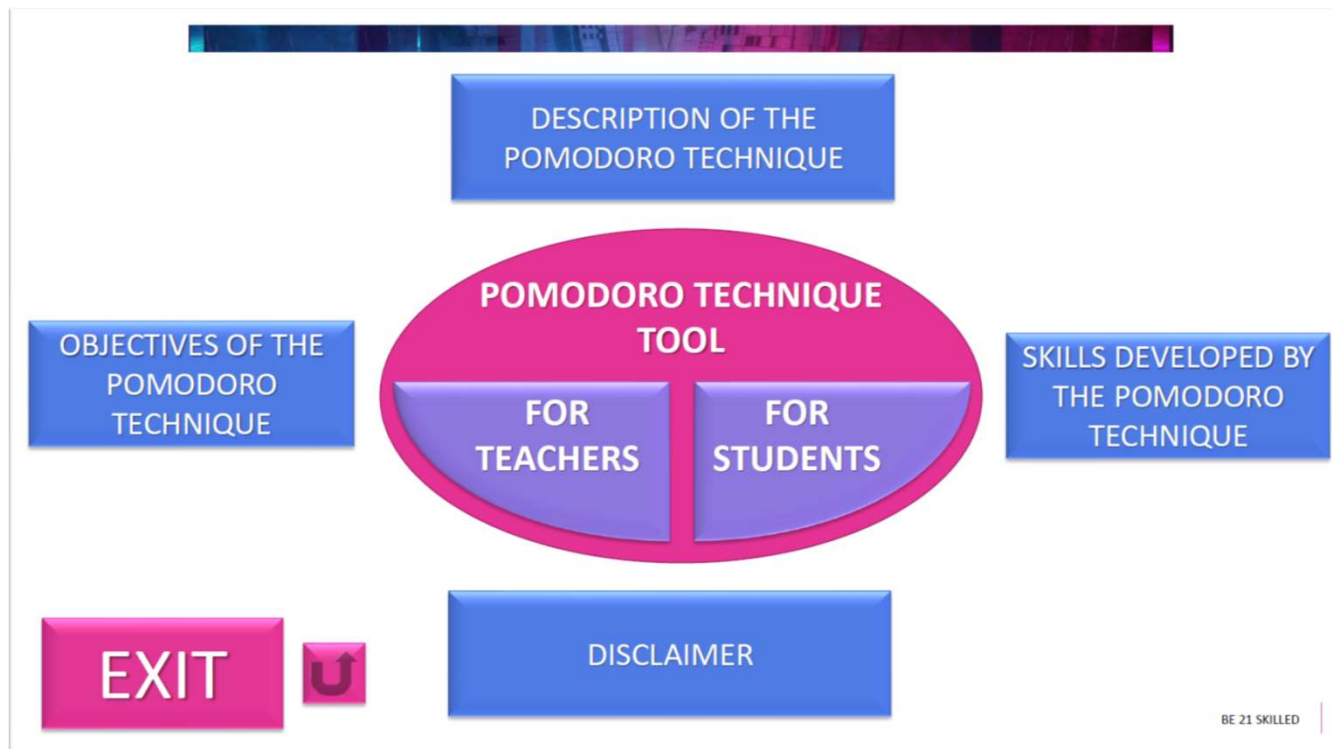 DESCRIPTION OF THE
POMODORO TECHNIQUE
POMODORO TECHNIQUE
TOOL
OBJECTIVES OF THE
POMODORO
TECHNIQUE
FOR
TEACHERS
FOR
STUDENTS
SKILLS DEVELOPED BY
THE POMODORO
TECHNIQUE
DISCLAIMER
EXIT
BE 21 SKILLED